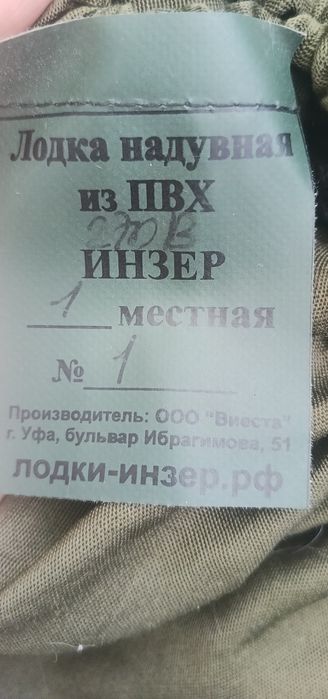 Лодка надувная
из ПВХ
270 В
ИНЗЕР
1 местная
№ 1
Производитель: ООО "Виеста"
г. Уфа, бульвар Ибрагимова, 51
лодки-инзер.рф